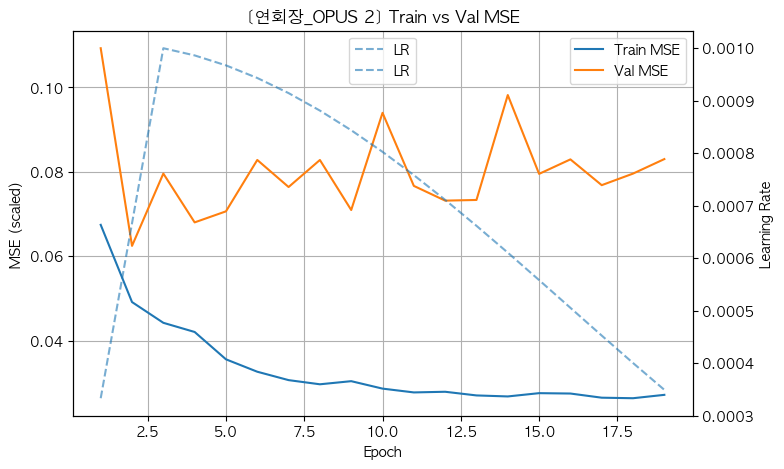 〔연회장_OPUS 2〕 Train vs Val MSE
LR
LR
Train MSE
Val MSE
MSE (scaled)
0.10
0.08
0.06
0.04
0.0010
0.0009
0.0008
0.0007
0.0006
0.0005
0.0004
0.0003
Learning Rate
2.5
5.0
7.5
10.0
12.5
15.0
17.5
Epoch